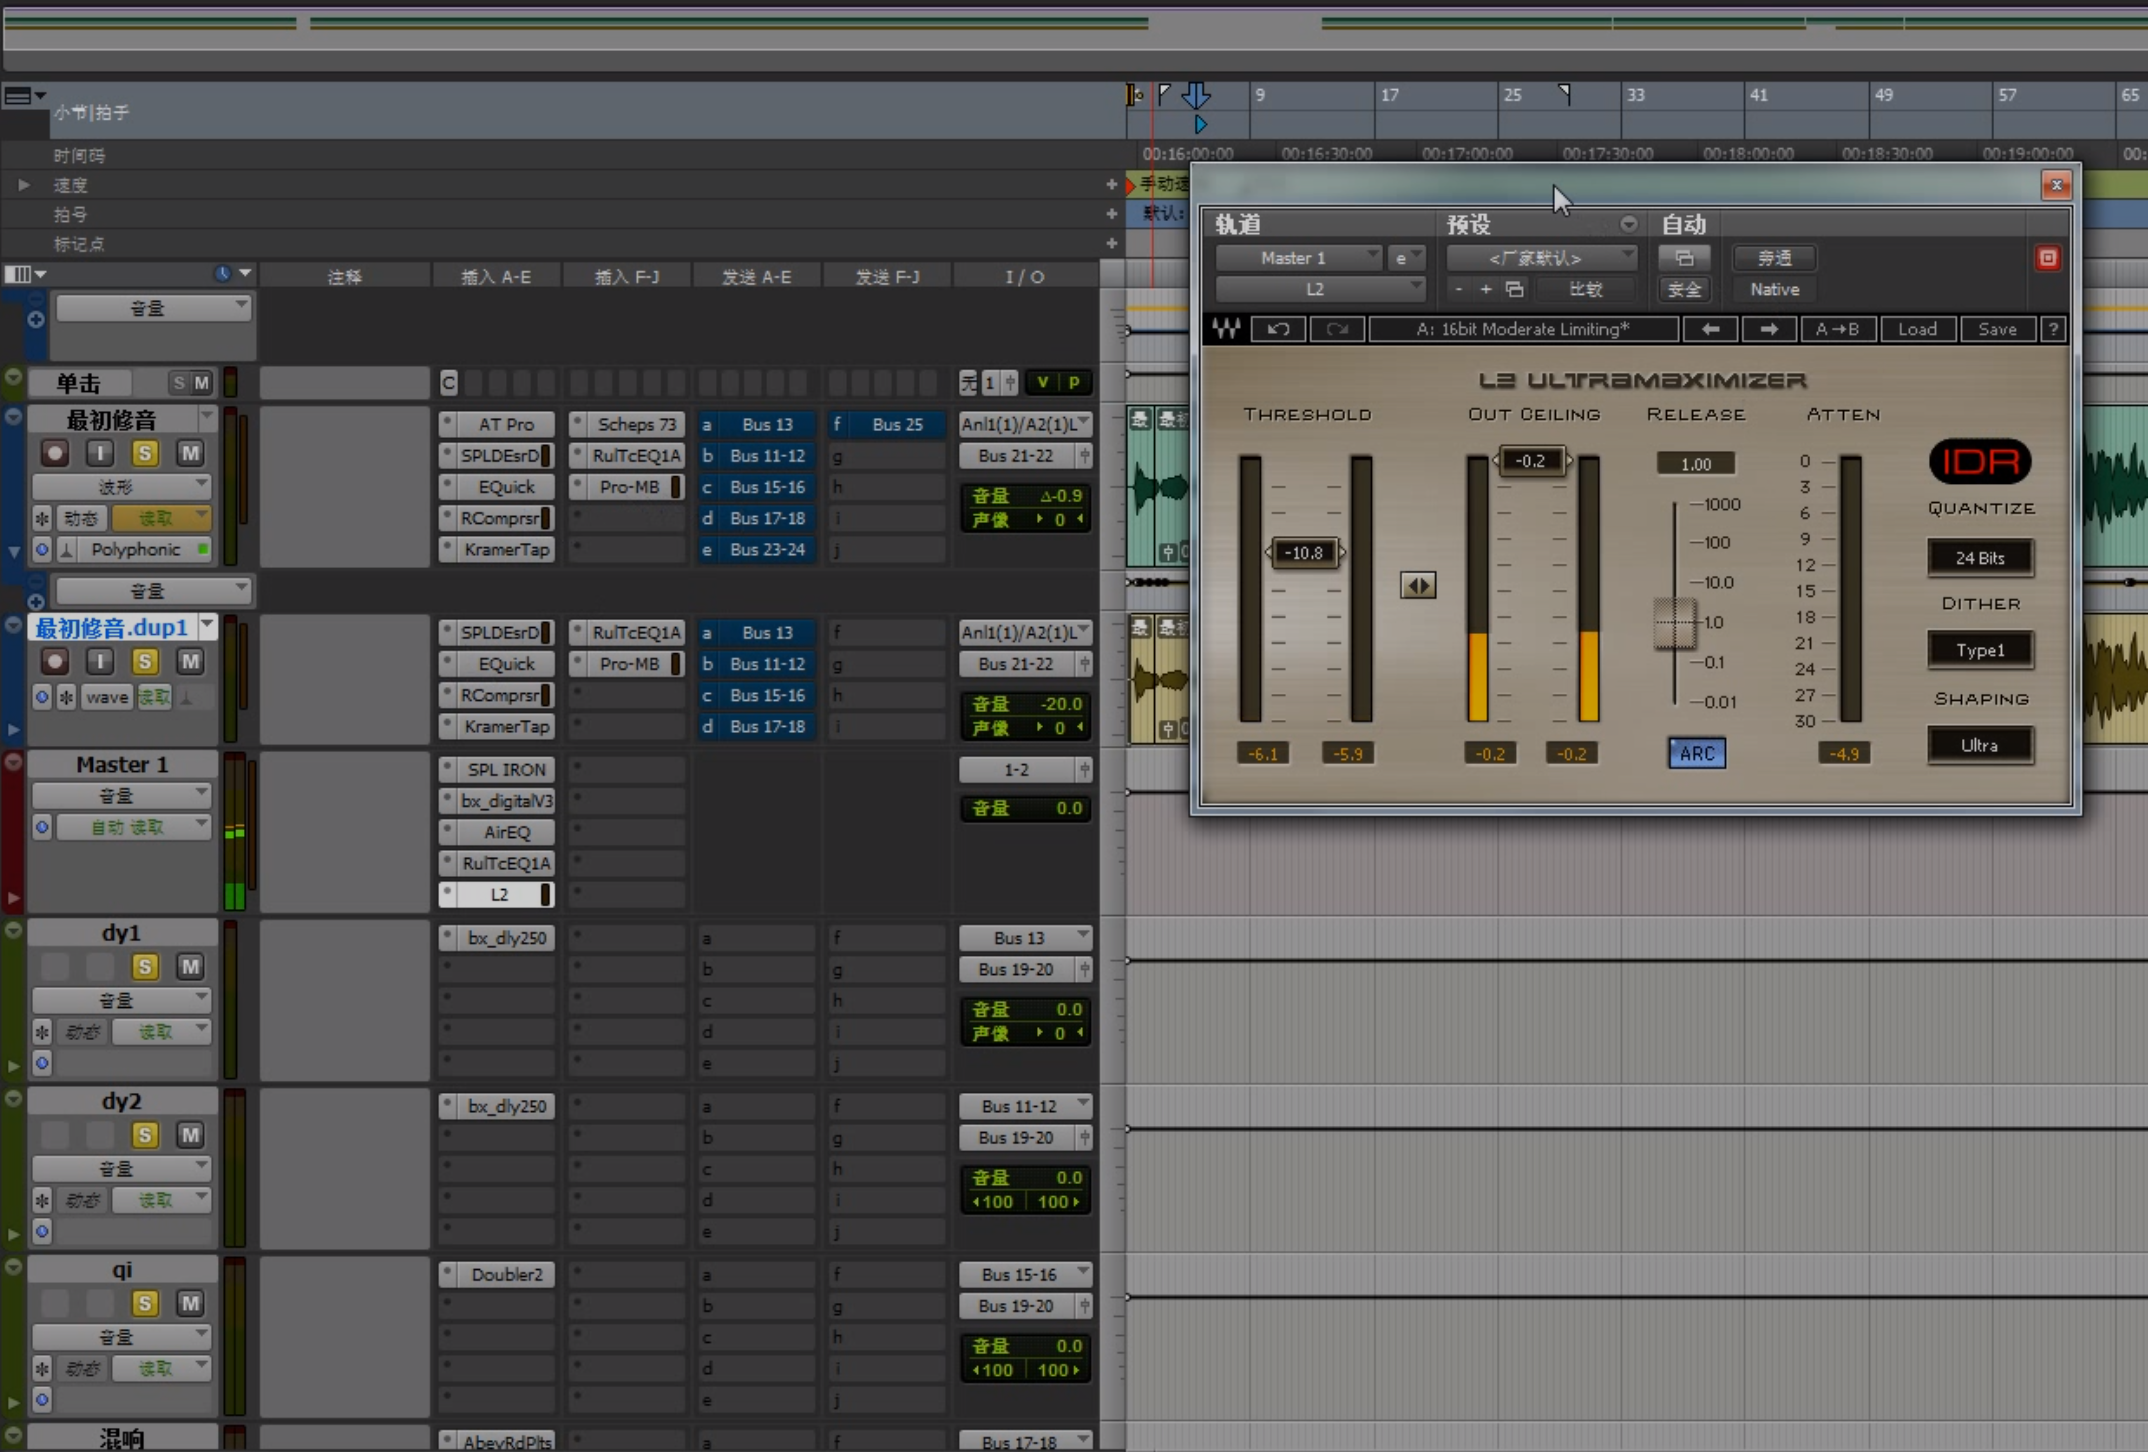 9 17 25 33 41 49 57 65
小节|拍子
时间码 00:16:00:00 00:16:30:00 00:17:00:00 00:17:30:00 00:18:00:00 00:18:30:00 00:19:00:00 00:
速度 + 手动速
拍号 + 默认:
标记点 +
注释 插入 A-E 插入 F-J 发送 A-E 发送 F-J I / O
音量
单击 S M C 无 1 v p
最初修音 AT Pro Scheps 73 a Bus 13 f Bus 25 Anl1(1)/A2(1)L
I S M SPLDEsrD RulTcEQ1A b Bus 11-12 g Bus 21-22
波形 EQuick Pro-MB c Bus 15-16 h 音量 Δ-0.9
动态 读取 RComprsr d Bus 17-18 i 声像 0
Polyphonic KramerTap e Bus 23-24 j
音量
最初修音.dup1 SPLDEsrD RulTcEQ1A a Bus 13 f Anl1(1)/A2(1)L
I S M EQuick Pro-MB b Bus 11-12 g Bus 21-22
wave 读取 RComprsr c Bus 15-16 h 音量 -20.0
KramerTap d Bus 17-18 i 声像 0
Master 1 SPL IRON 1-2
音量 bx_digitalV3 音量 0.0
自动 读取 AirEQ
RulTcEQ1A
L2
dy1 bx_dly250 a f Bus 13
S M b g Bus 19-20
音量 c h 音量 0.0
动态 读取 d i 声像 0
e j
dy2 bx_dly250 a f Bus 11-12
S M b g Bus 19-20
音量 c h 音量 0.0
动态 读取 d i 100 100
e j
qi Doubler2 a f Bus 15-16
S M b g Bus 19-20
音量 c h 音量 0.0
动态 读取 d i 100 100
e j
混响 AbeyRdPlts a f Bus 17-18
轨道 预设 自动
Master 1 e <厂家默认> 旁通
L2 - + 比较 安全 Native
A: 16bit Moderate Limiting* A→B Load Save ?
L2 ULTRAMAXIMIZER
THRESHOLD OUT CEILING RELEASE ATTEN
-10.8 -0.2 1.00
1000
100
10.0
1.0
0.1
0.01
0
3
6
9
12
15
18
21
24
27
30
-6.1 -5.9 -0.2 -0.2 ARC -4.9
IDR
QUANTIZE
24 Bits
DITHER
Type1
SHAPING
Ultra